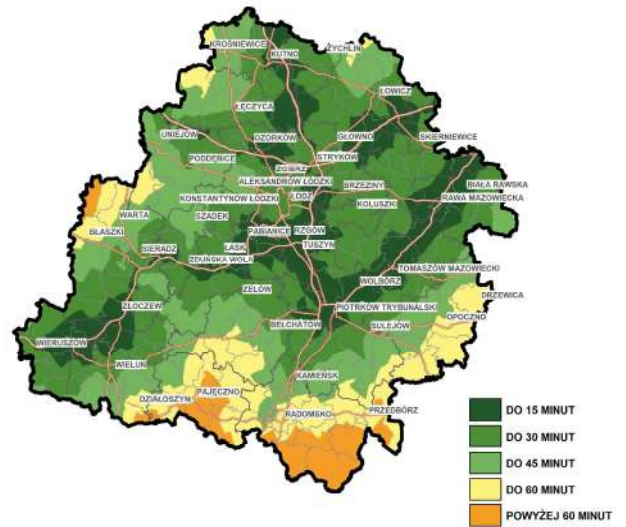 KROŚNIEWICE
KUTNO
ŻYCHLIN
ŁĘCZYCA
ŁOWICZ
UNIEJÓW
OZORKÓW
GŁOWNO
SKIERNIEWICE
PODDĘBICE
ZGIERZ
STRYKÓW
ALEKSANDRÓW ŁÓDZKI
BRZEZINY
BIAŁA RAWSKA
KONSTANTYNÓW ŁÓDZKI
ŁÓDŹ
KOLUSZKI
RAWA MAZOWIECKA
WARTA
SZADEK
BŁASZKI
PABIANICE
RZGÓW
SIERADZ
ŁASK
TUSZYN
ZDUŃSKA WOLA
WOLBÓRZ
TOMASZÓW MAZOWIECKI
ZŁOCZEW
ZELÓW
PIOTRKÓW TRYBUNALSKI
DRZEWICA
OPOCZNO
BEŁCHATÓW
SULEJÓW
WIERUSZÓW
WIELUŃ
KAMIEŃSK
DZIAŁOSZYN
PAJĘCZNO
RADOMSKO
PRZEDBÓRZ
DO 15 MINUT
DO 30 MINUT
DO 45 MINUT
DO 60 MINUT
POWYŻEJ 60 MINUT